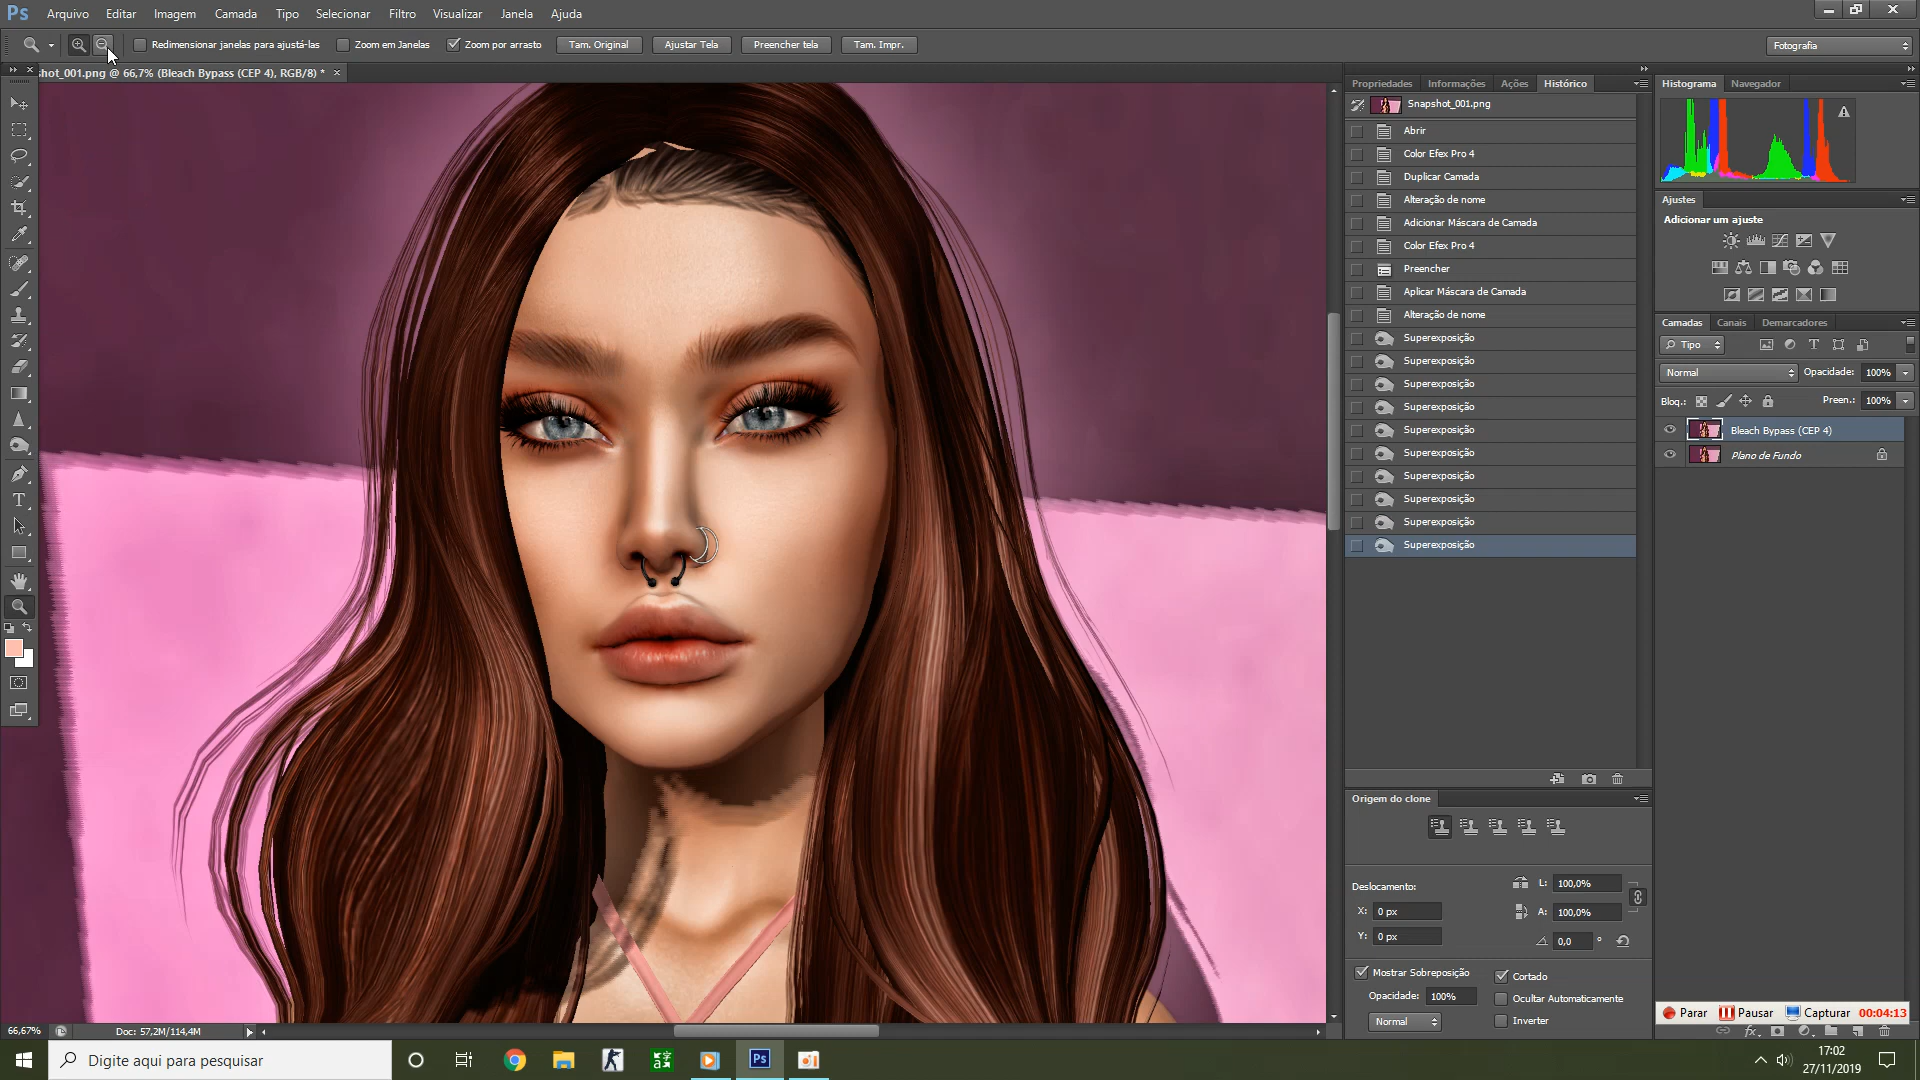 Ps Arquivo Editar Imagem Camada Tipo Selecionar Filtro Visualizar Janela Ajuda
Redimensionar janelas para ajustá-las Zoom em Janelas Zoom por arrasto Tam. Original Ajustar Tela Preencher tela Tam. Impr. Fotografia
shot_001.png @ 66,7% (Bleach Bypass (CEP 4), RGB/8) * ×
Propriedades Informações Ações Histórico
Snapshot_001.png
Abrir
Color Efex Pro 4
Duplicar Camada
Alteração de nome
Adicionar Máscara de Camada
Color Efex Pro 4
Preencher
Aplicar Máscara de Camada
Alteração de nome
Superexposição
Superexposição
Superexposição
Superexposição
Superexposição
Superexposição
Superexposição
Superexposição
Superexposição
Superexposição
Origem do clone
Deslocamento: L: 100,0%
X: 0 px A: 100,0%
Y: 0 px 0,0 °
Mostrar Sobreposição Cortado
Opacidade: 100% Ocultar Automaticamente
Normal Inverter
Histograma Navegador
Ajustes
Adicionar um ajuste
Camadas Canais Demarcadores
Tipo
Normal Opacidade: 100%
Bloq.: Preen.: 100%
Bleach Bypass (CEP 4)
Plano de Fundo
Parar Pausar Capturar 00:04:13
66,67% Doc: 57,2M/114,4M
Digite aqui para pesquisar
Ps
17:02
27/11/2019